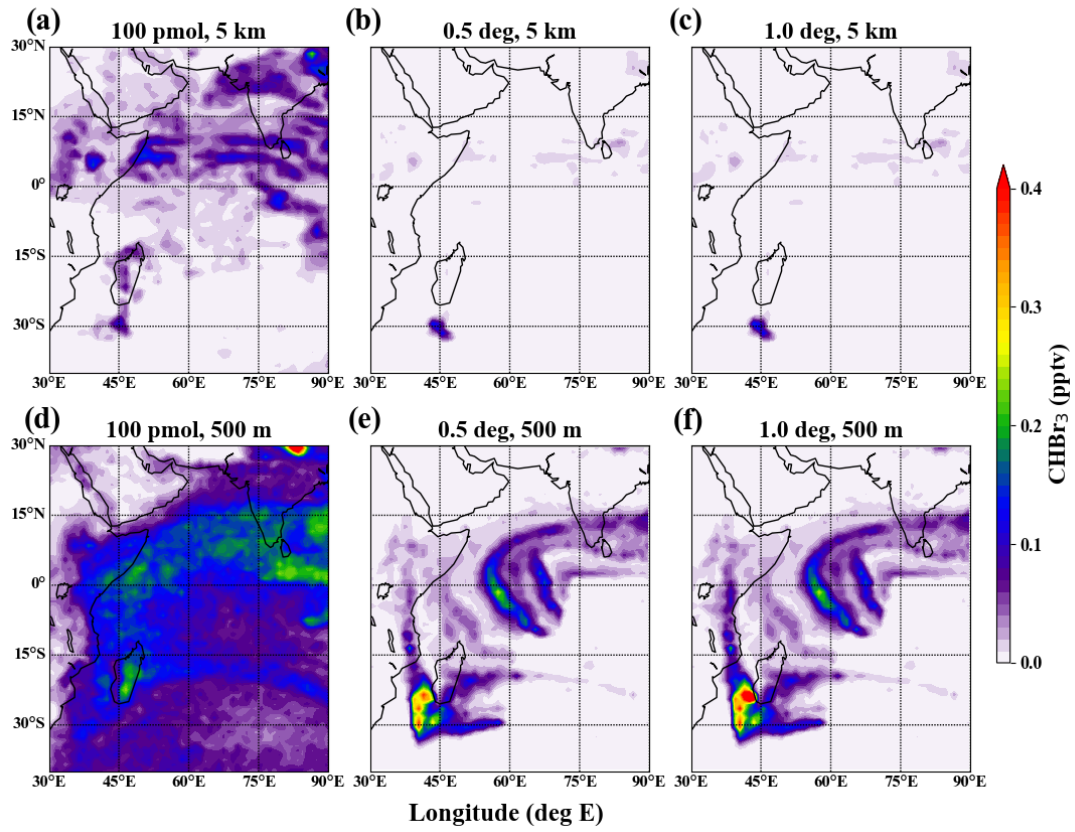 (a) (b) (c)
100 pmol, 5 km 0.5 deg, 5 km 1.0 deg, 5 km
30°N
15°N
0°
15°S
30°S
30°E 45°E 60°E 75°E 90°E 30°E 45°E 60°E 75°E 90°E 30°E 45°E 60°E 75°E 90°E
(d) (e) (f)
100 pmol, 500 m 0.5 deg, 500 m 1.0 deg, 500 m
30°N
15°N
0°
15°S
30°S
30°E 45°E 60°E 75°E 90°E 30°E 45°E 60°E 75°E 90°E 30°E 45°E 60°E 75°E 90°E
Longitude (deg E)
0.4
0.3
0.2
0.1
0.0
CHBr₃ (pptv)